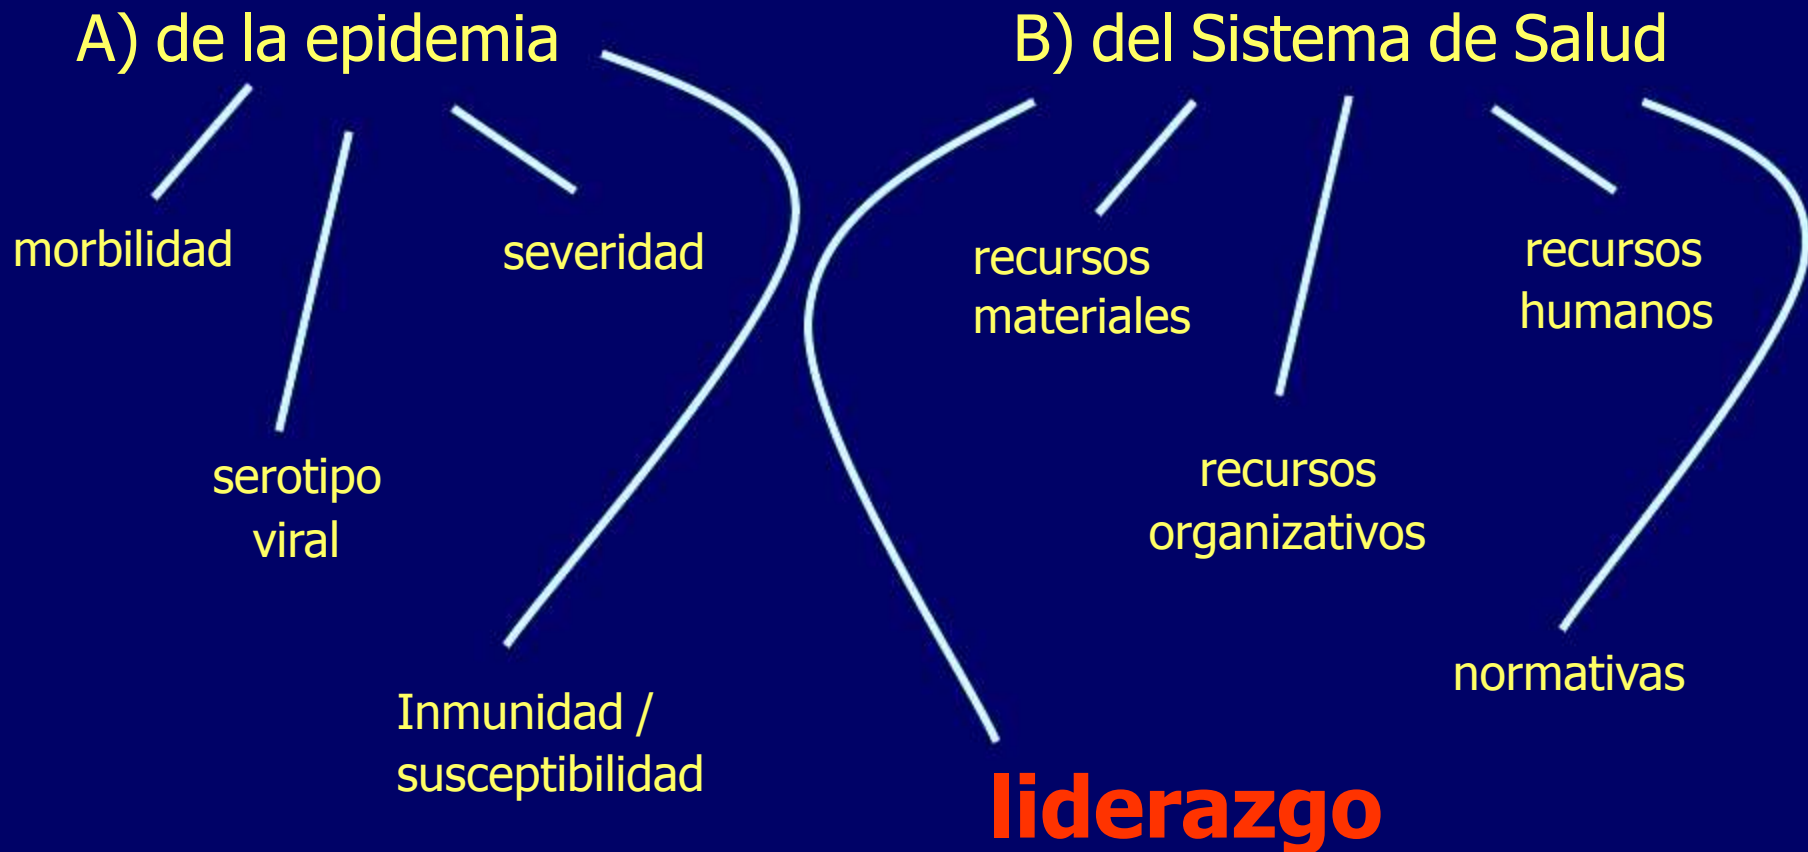 A) de la epidemia
morbilidad
severidad
serotipo
viral
Inmunidad /
susceptibilidad
B) del Sistema de Salud
recursos
materiales
recursos
humanos
recursos
organizativos
normativas
liderazgo